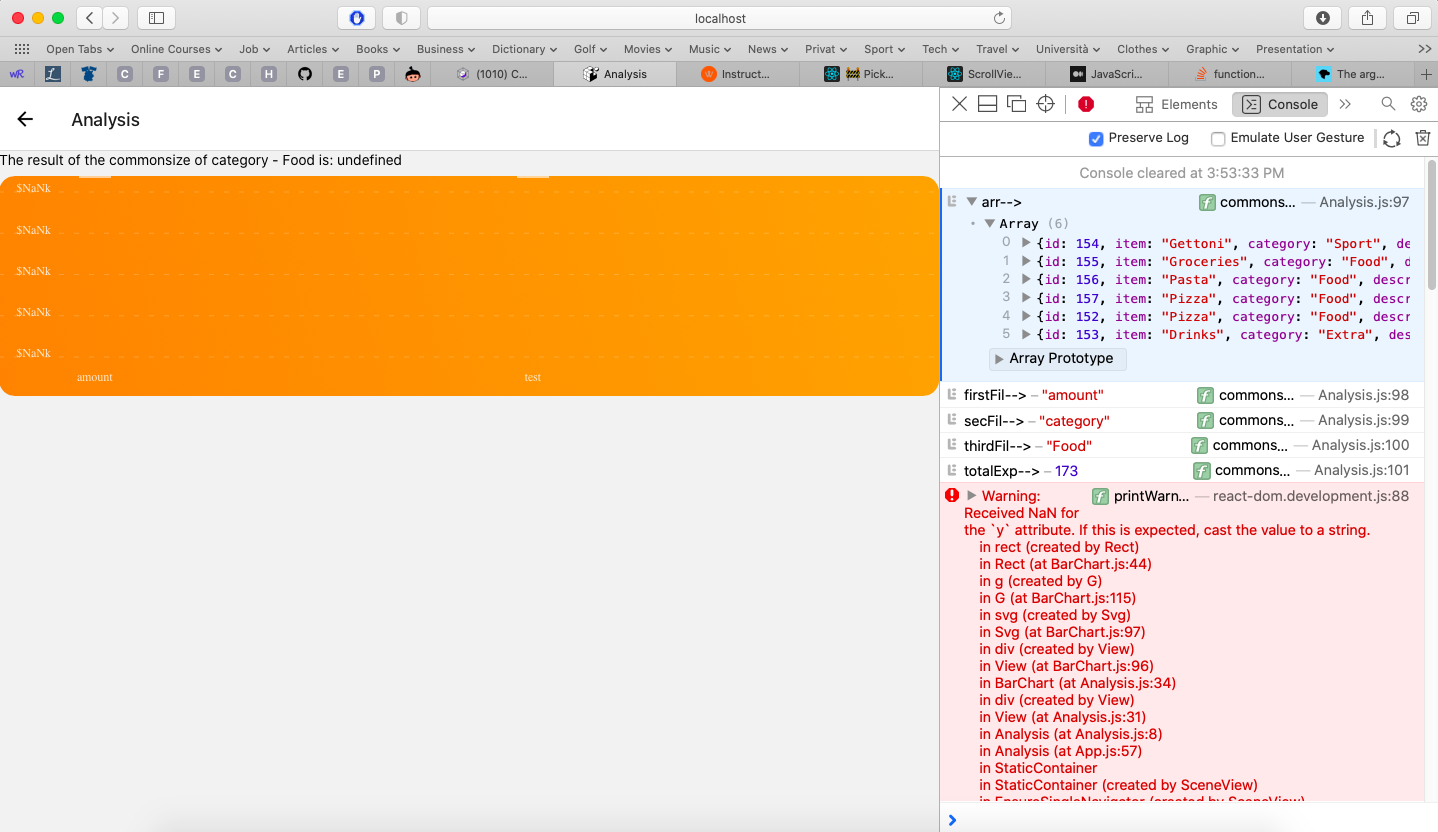 localhost
Open Tabs Online Courses Job Articles Books Business Dictionary Golf Movies Music News Privat Sport Tech Travel Università Clothes Graphic Presentation
wR L C F E C H E P (1010) C... Analysis Instruct... Pick... ScrollVie... JavaScri... function... The arg...
Analysis
The result of the commonsize of category - Food is: undefined
$NaNk
$NaNk
$NaNk
$NaNk
$NaNk
amount test
Elements Console
Preserve Log Emulate User Gesture
Console cleared at 3:53:33 PM
arr--> f commons... — Analysis.js:97
Array (6)
0 {id: 154, item: "Gettoni", category: "Sport", de
1 {id: 155, item: "Groceries", category: "Food", d
2 {id: 156, item: "Pasta", category: "Food", descr
3 {id: 157, item: "Pizza", category: "Food", descr
4 {id: 152, item: "Pizza", category: "Food", descr
5 {id: 153, item: "Drinks", category: "Extra", des
Array Prototype
firstFil--> – "amount" f commons... — Analysis.js:98
secFil--> – "category" f commons... — Analysis.js:99
thirdFil--> – "Food" f commons... — Analysis.js:100
totalExp--> – 173 f commons... — Analysis.js:101
Warning: f printWarn... — react-dom.development.js:88
Received NaN for
the `y` attribute. If this is expected, cast the value to a string.
in rect (created by Rect)
in Rect (at BarChart.js:44)
in g (created by G)
in G (at BarChart.js:115)
in svg (created by Svg)
in Svg (at BarChart.js:97)
in div (created by View)
in View (at BarChart.js:96)
in BarChart (at Analysis.js:34)
in div (created by View)
in View (at Analysis.js:31)
in Analysis (at Analysis.js:8)
in Analysis (at App.js:57)
in StaticContainer
in StaticContainer (created by SceneView)
in EnsureSingleNavigator (created by SceneView)